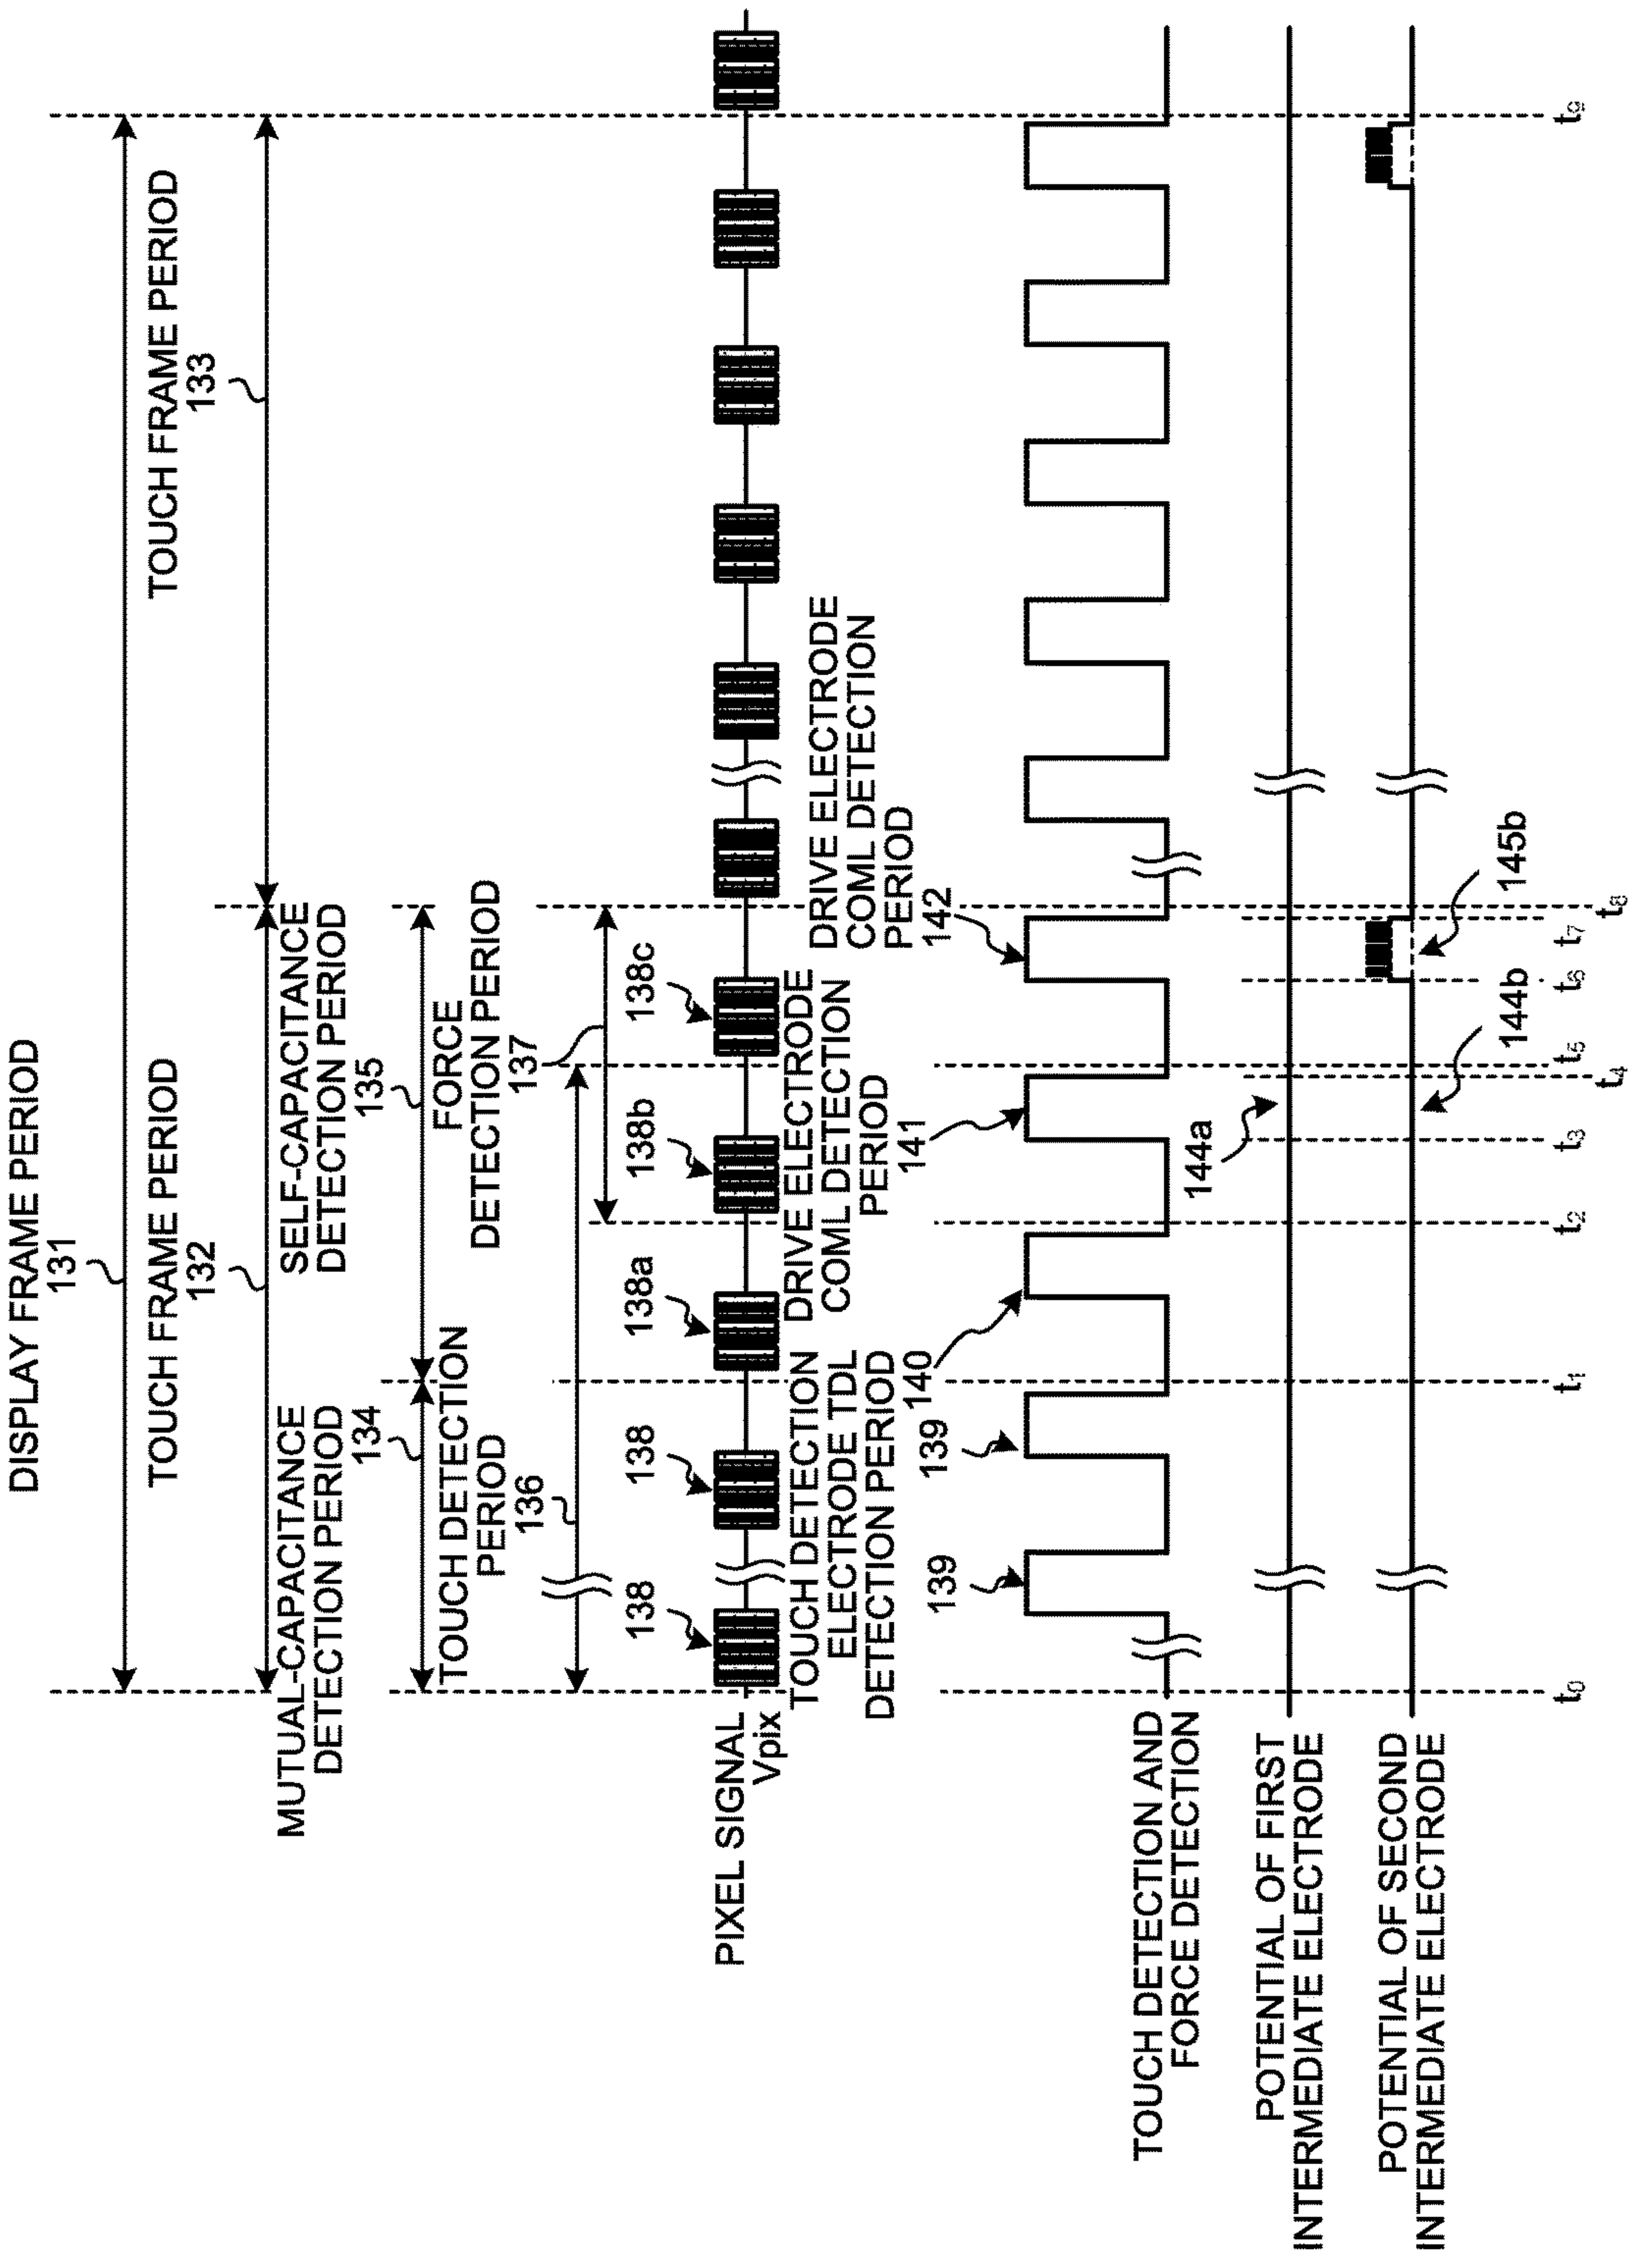 DISPLAY FRAME PERIOD
131
TOUCH FRAME PERIOD
132
TOUCH FRAME PERIOD
133
MUTUAL-CAPACITANCE
DETECTION PERIOD
134
SELF-CAPACITANCE
DETECTION PERIOD
135
TOUCH DETECTION
PERIOD
136
FORCE
DETECTION PERIOD
137
138
138
138a
138b
138c
PIXEL SIGNAL
Vpix
TOUCH DETECTION
ELECTRODE TDL
DETECTION PERIOD
140
DRIVE ELECTRODE
COML DETECTION
PERIOD
141
DRIVE ELECTRODE
COML DETECTION
PERIOD
142
139
139
TOUCH DETECTION AND
FORCE DETECTION
POTENTIAL OF FIRST
INTERMEDIATE ELECTRODE
144a
POTENTIAL OF SECOND
INTERMEDIATE ELECTRODE
144b
145b
t0
t1
t2
t3
t4
t5
t6
t7
t8
t9